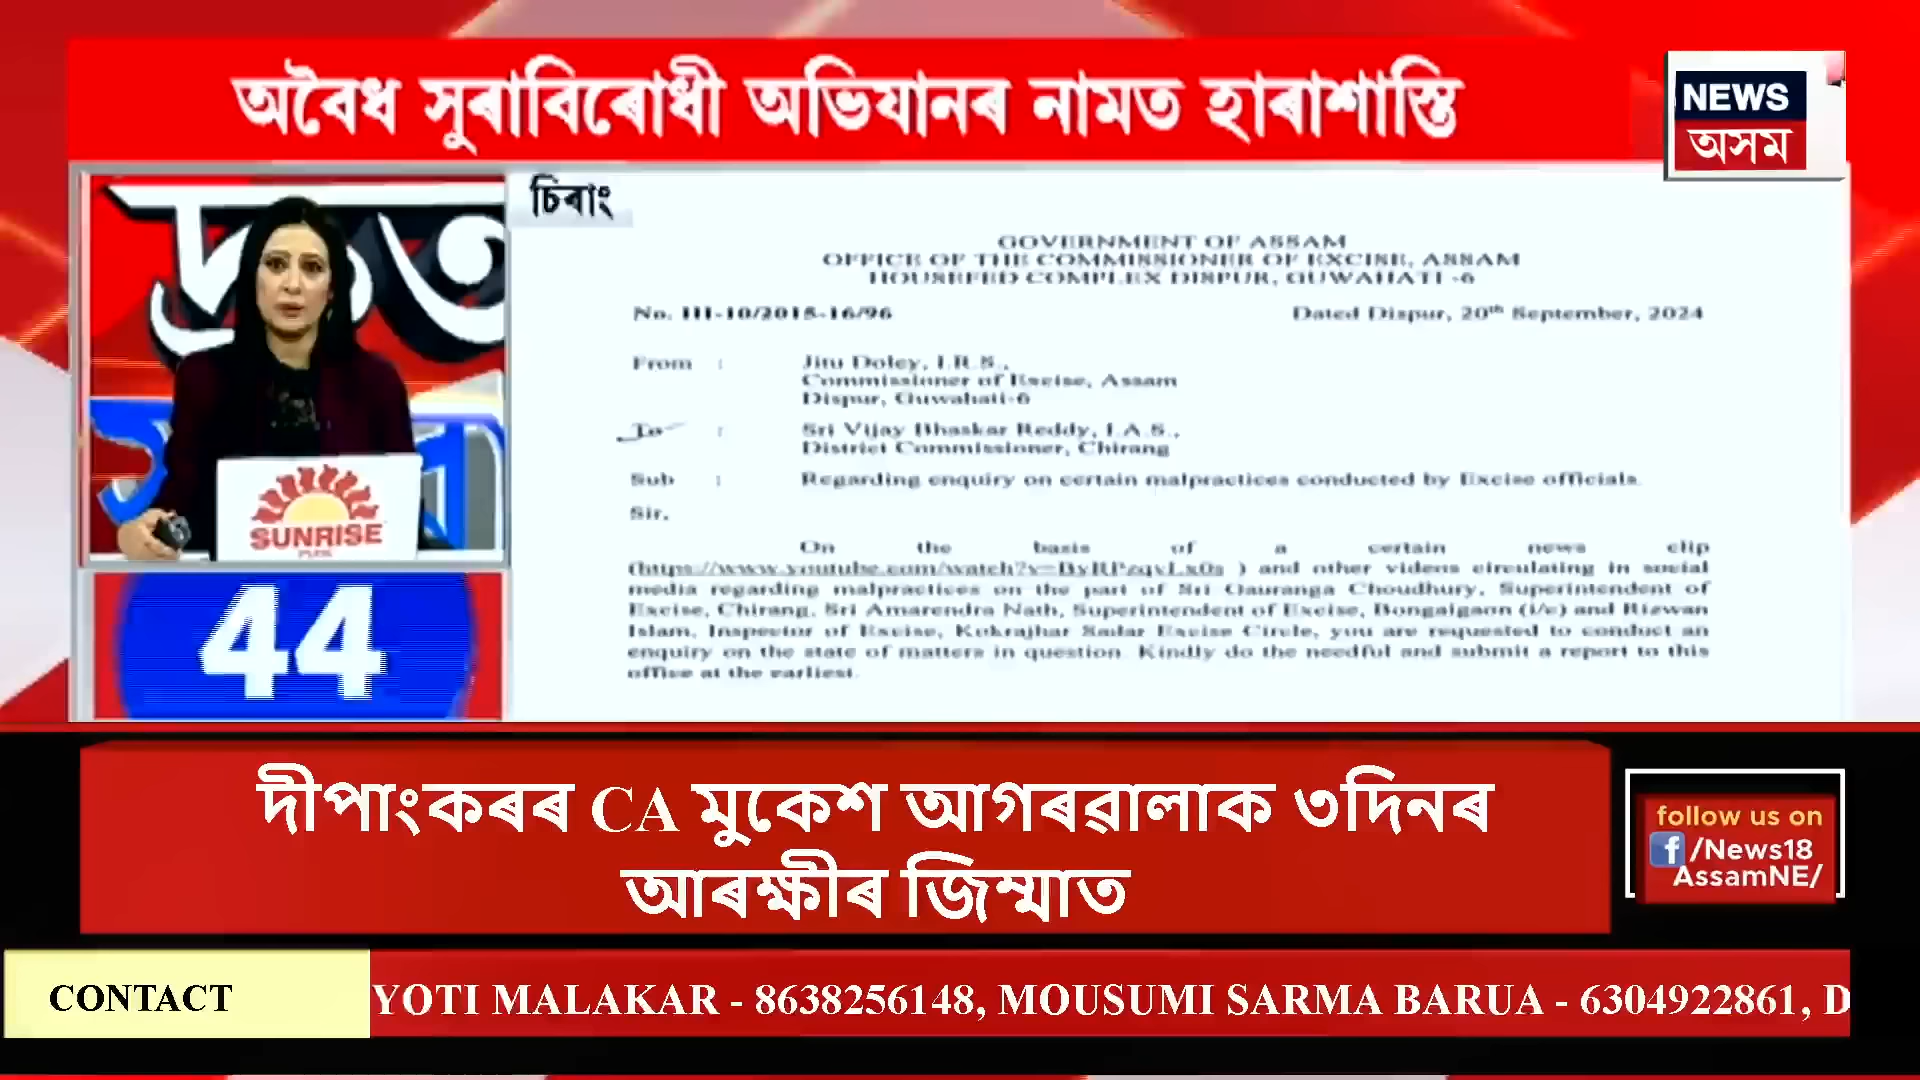 অবৈধ সুৰাবিৰোধী অভিযানৰ নামত হাৰাশাস্তি
NEWS
অসম
চিৰাং
GOVERNMENT OF ASSAM
OFFICE OF THE COMMISSIONER OF EXCISE, ASSAM
HOUSEFED COMPLEX DISPUR, GUWAHATI -6
No. III-10/2015-16/96
Dated Dispur, 20th September, 2024
From : Jitu Doley, I.R.S.,
Commissioner of Excise, Assam
Dispur, Guwahati-6
To : Sri Vijay Bhaskar Reddy, I.A.S.,
District Commissioner, Chirang
Sub : Regarding enquiry on certain malpractices conducted by Excise officials.
Sir,
On the basis of a certain news clip
(https://www.youtube.com/watch?v= ) and other videos circulating in social
media regarding malpractices on the part of Sri Gauranga Choudhury, Superintendent of
Excise, Chirang, Sri Amarendra Nath, Superintendent of Excise, Bongaigaon (i/c) and Rizwan
Islam, Inspector of Excise, Kokrajhar Sadar Excise Circle, you are requested to conduct an
enquiry on the state of matters in question. Kindly do the needful and submit a report to this
office at the earliest.
SUNRISE
PURE
44
দীপাংকৰৰ CA মুকেশ আগৰৱালাক ৩দিনৰ
আৰক্ষীৰ জিম্মাত
follow us on
f /News18
AssamNE/
CONTACT
YOTI MALAKAR - 8638256148, MOUSUMI SARMA BARUA - 6304922861, D